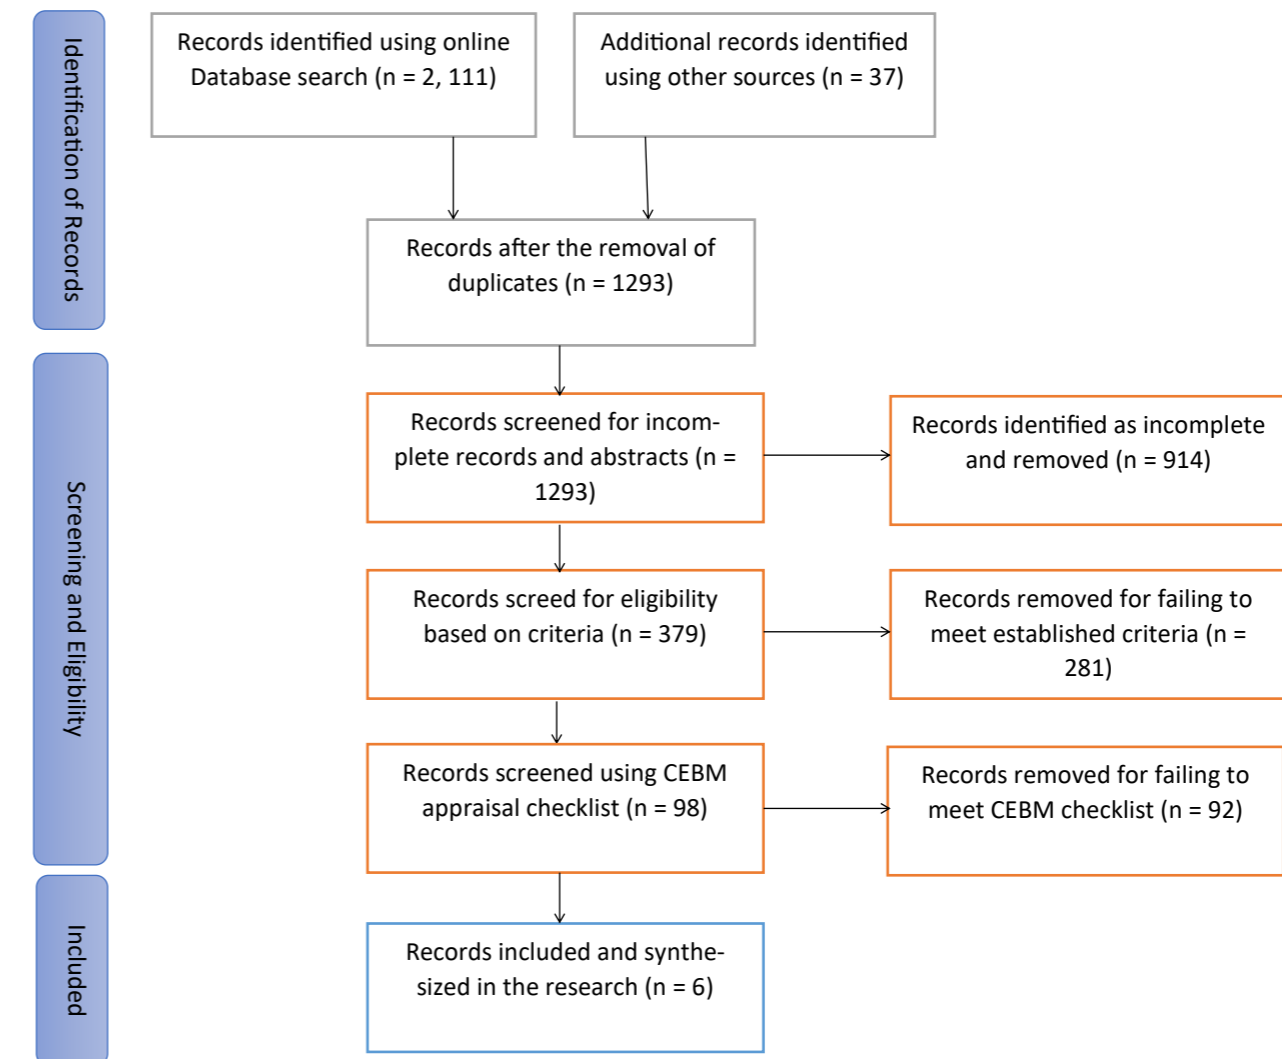 Identification of Records
Records identified using online
Database search (n = 2, 111)
Additional records identified
using other sources (n = 37)
Records after the removal of
duplicates (n = 1293)
Screening and Eligibility
Records screened for incom-
plete records and abstracts (n =
1293)
Records identified as incomplete
and removed (n = 914)
Records screed for eligibility
based on criteria (n = 379)
Records removed for failing to
meet established criteria (n =
281)
Records screened using CEBM
appraisal checklist (n = 98)
Records removed for failing to
meet CEBM checklist (n = 92)
Included
Records included and synthe-
sized in the research (n = 6)